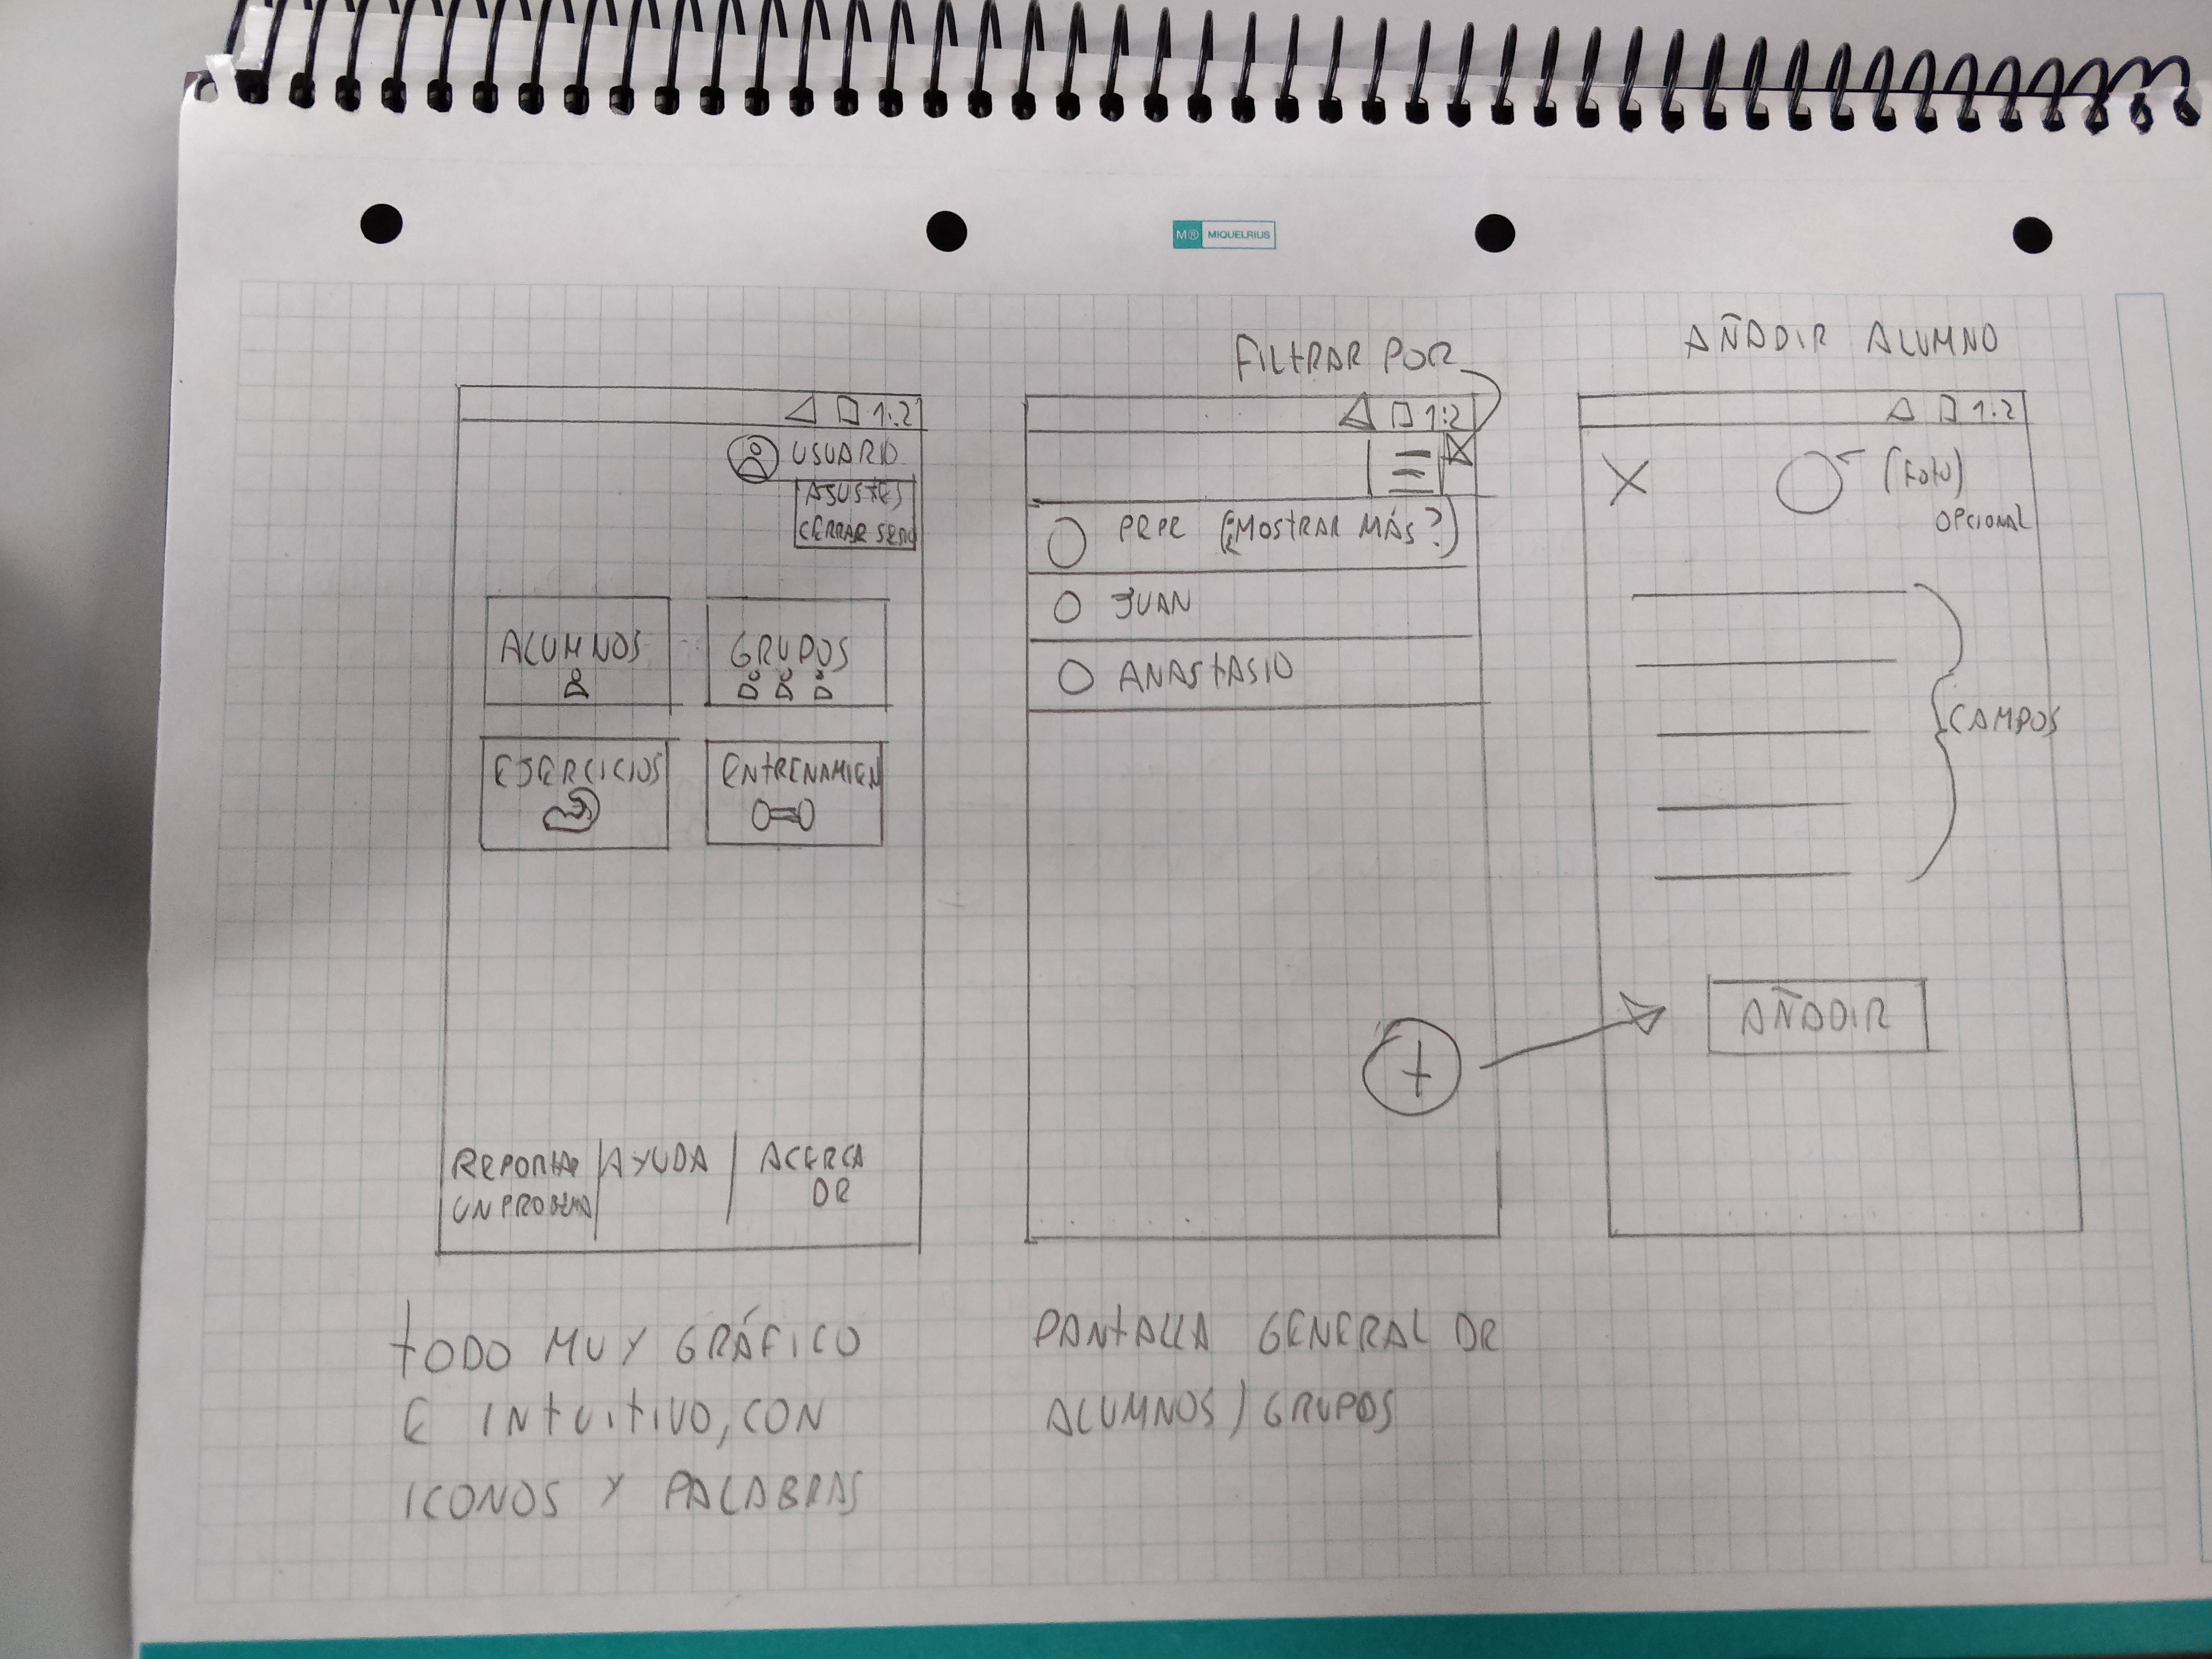 M® MIQUELRIUS
FILTRAR POR
AÑADIR ALUMNO
1:2
USUARIO
AJUSTES
CERRAR SESIO
ALUMNOS
GRUPOS
EJERCICIOS
ENTRENAMIEN
REPORTAR
UN PROBLEMA
AYUDA
ACERCA
DE
TODO MUY GRÁFICO
E INTUITIVO, CON
ICONOS Y PALABRAS
1:2
PEPE (¿MOSTRAR MÁS?)
JUAN
ANASTASIO
+
PANTALLA GENERAL DE
ALUMNOS / GRUPOS
1:2
X
(FOTO)
OPCIONAL
CAMPOS
AÑADIR